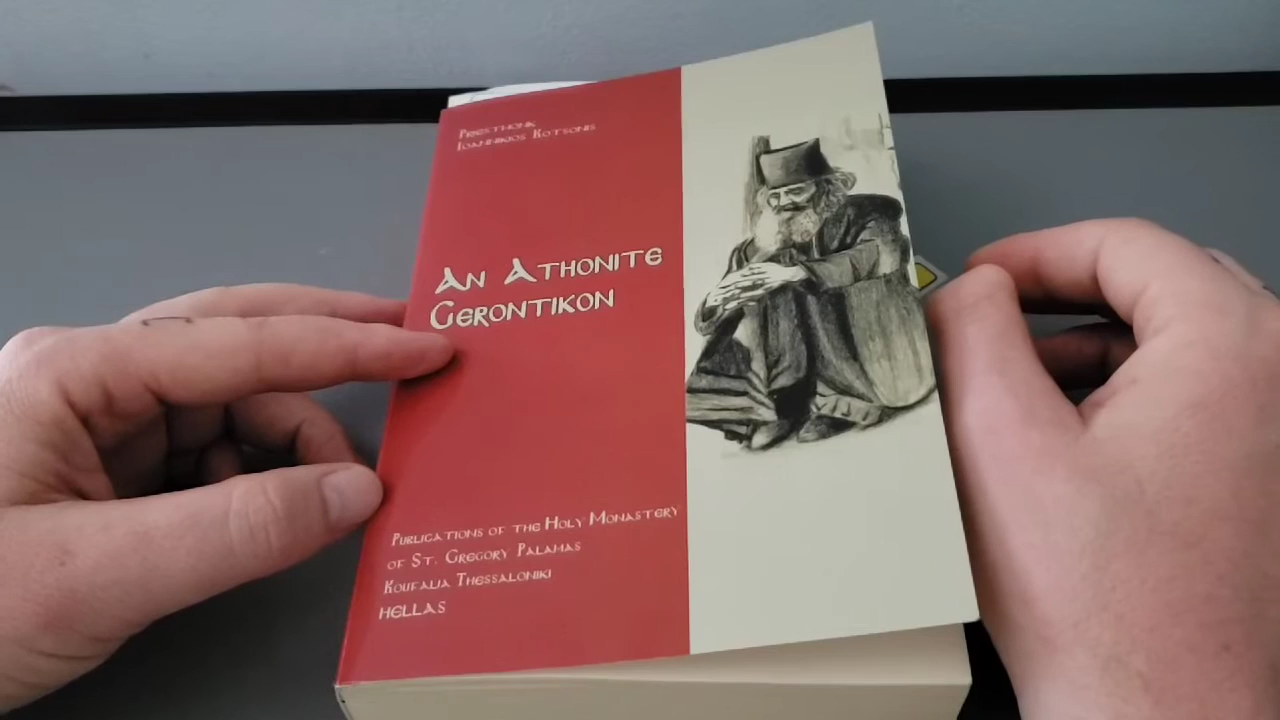 Priestmonk
Ioannikios Kotsonis
An Athonite
Gerontikon
Publications of the Holy Monastery
of St. Gregory Palamas
Koufalia Thessaloniki
HELLAS